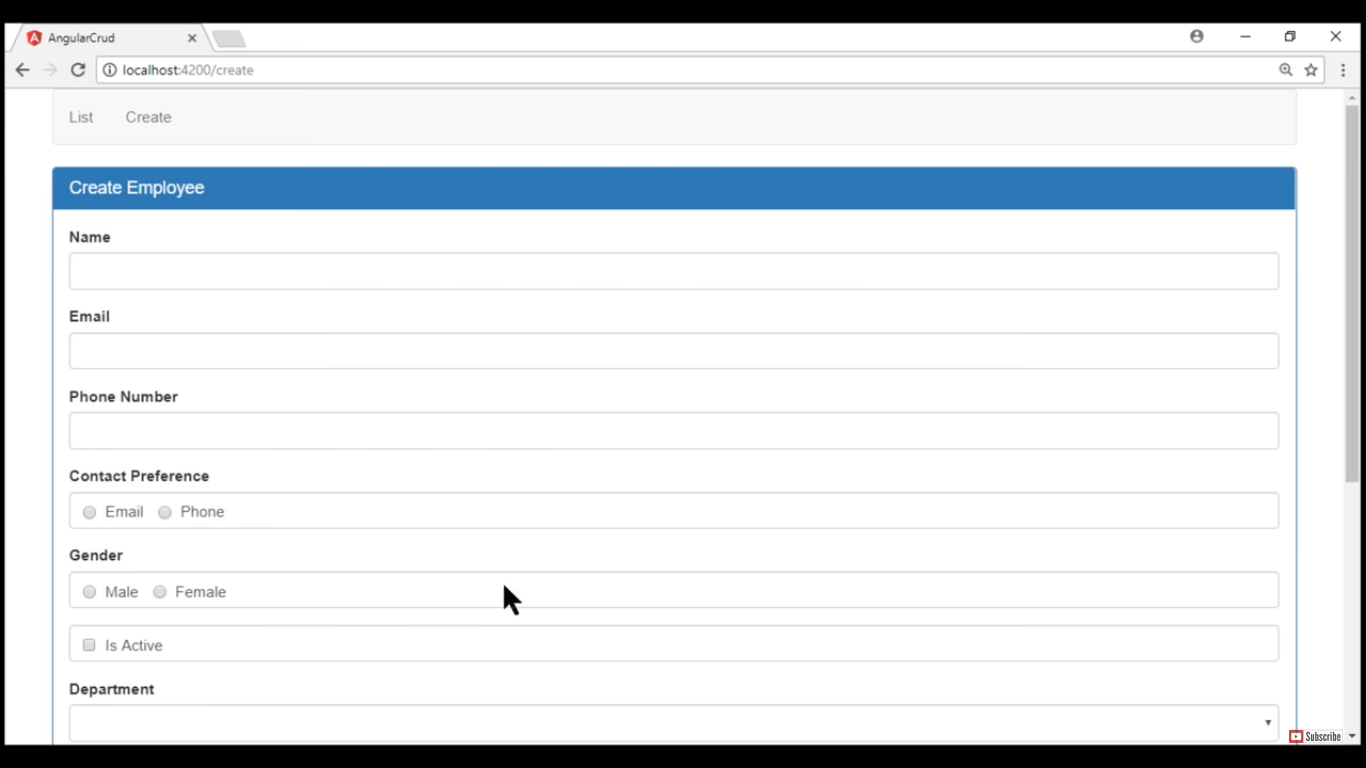 AngularCrud
localhost:4200/create
List Create
Create Employee
Name
Email
Phone Number
Contact Preference
Email Phone
Gender
Male Female
Is Active
Department
Subscribe